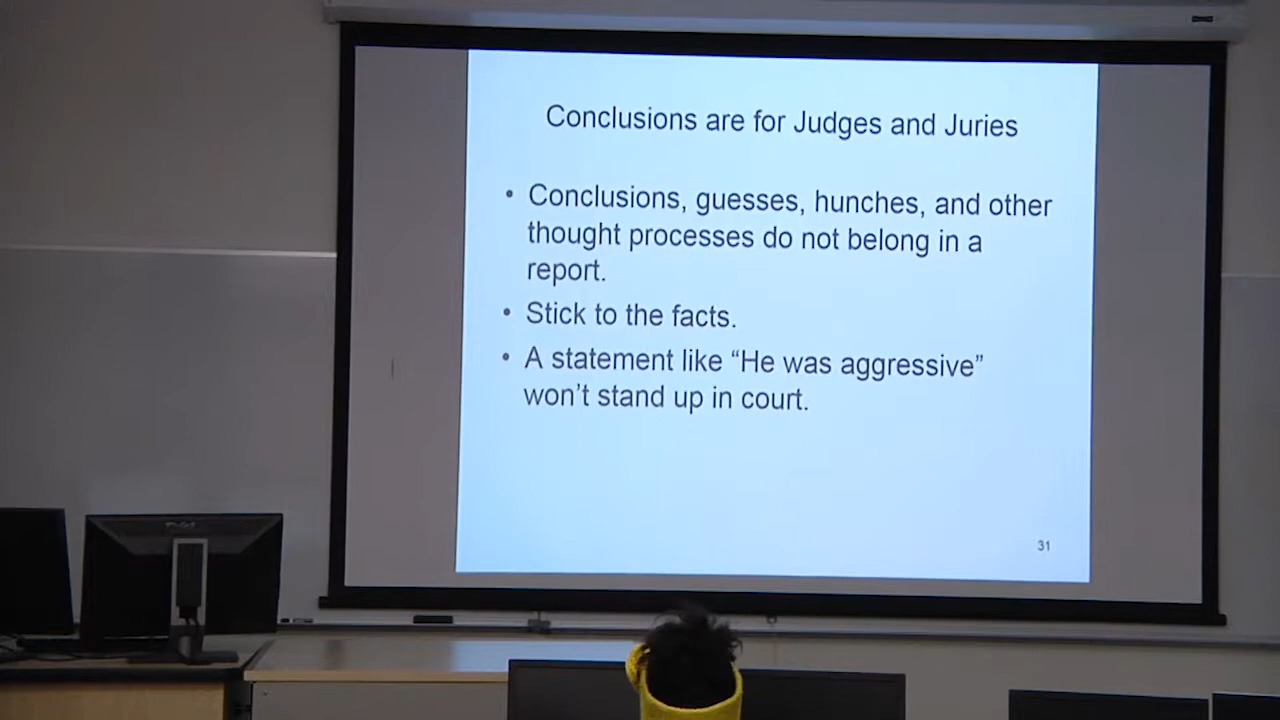 Conclusions are for Judges and Juries
• Conclusions, guesses, hunches, and other
thought processes do not belong in a
report.
• Stick to the facts.
• A statement like “He was aggressive”
won’t stand up in court.
31